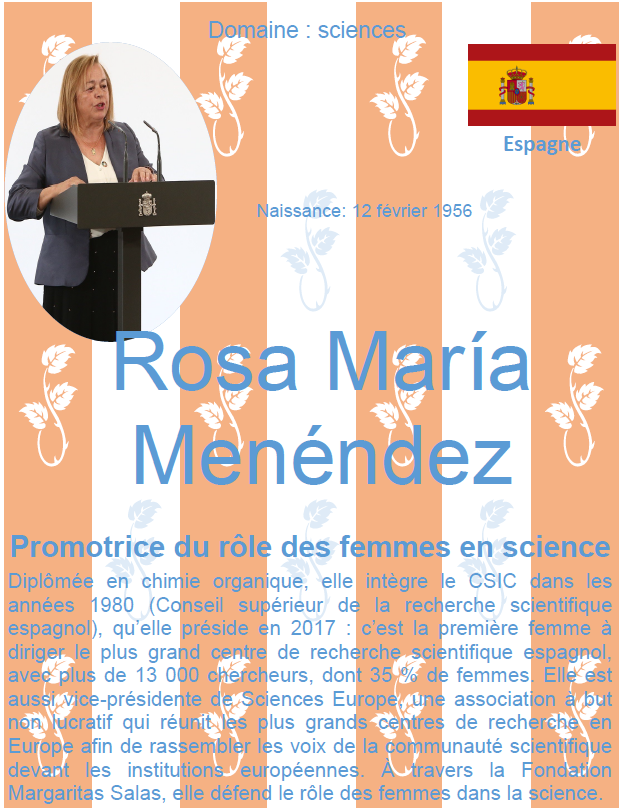 Domaine : sciences
Espagne
Naissance: 12 février 1956
Rosa María
Menéndez
Promotrice du rôle des femmes en science
Diplômée en chimie organique, elle intègre le CSIC dans les
années 1980 (Conseil supérieur de la recherche scientifique
espagnol), qu’elle préside en 2017 : c’est la première femme à
diriger le plus grand centre de recherche scientifique espagnol,
avec plus de 13 000 chercheurs, dont 35 % de femmes. Elle est
aussi vice-présidente de Sciences Europe, une association à but
non lucratif qui réunit les plus grands centres de recherche en
Europe afin de rassembler les voix de la communauté scientifique
devant les institutions européennes. À travers la Fondation
Margaritas Salas, elle défend le rôle des femmes dans la science.